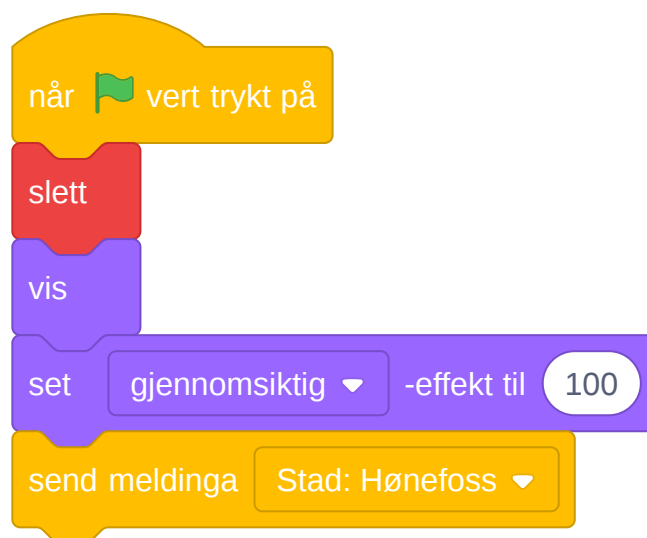 når vert trykt på
slett
vis
set gjennomsiktig -effekt til 100
send meldinga Stad: Hønefoss